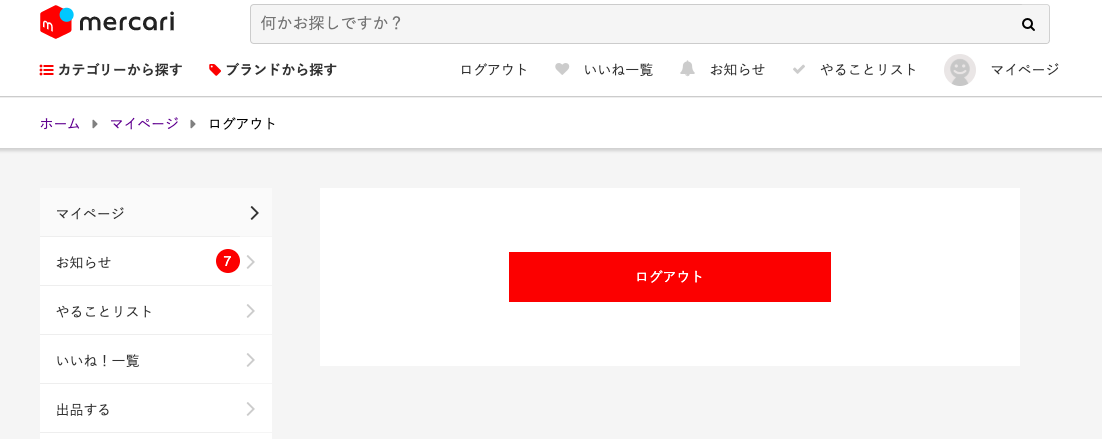 mercari
何かお探しですか？
カテゴリーから探す ブランドから探す ログアウト いいね一覧 お知らせ やることリスト マイページ
ホーム マイページ ログアウト
マイページ
お知らせ 7
やることリスト
いいね！一覧
出品する
ログアウト